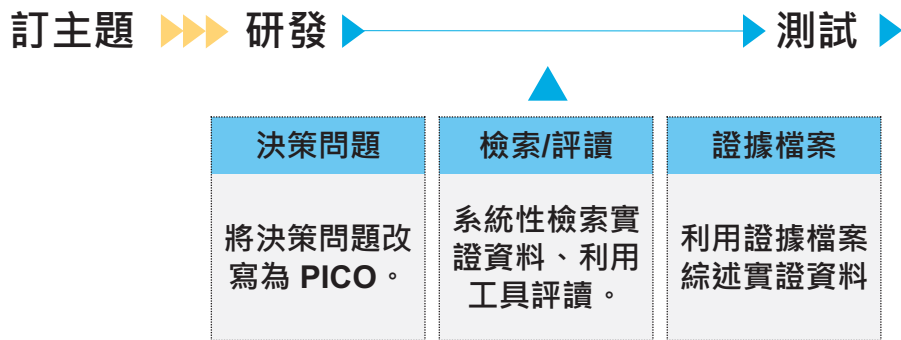 訂主題 研發 測試
決策問題 檢索/評讀 證據檔案
將決策問題改
寫為 PICO。
系統性檢索實
證資料、利用
工具評讀。
利用證據檔案
綜述實證資料